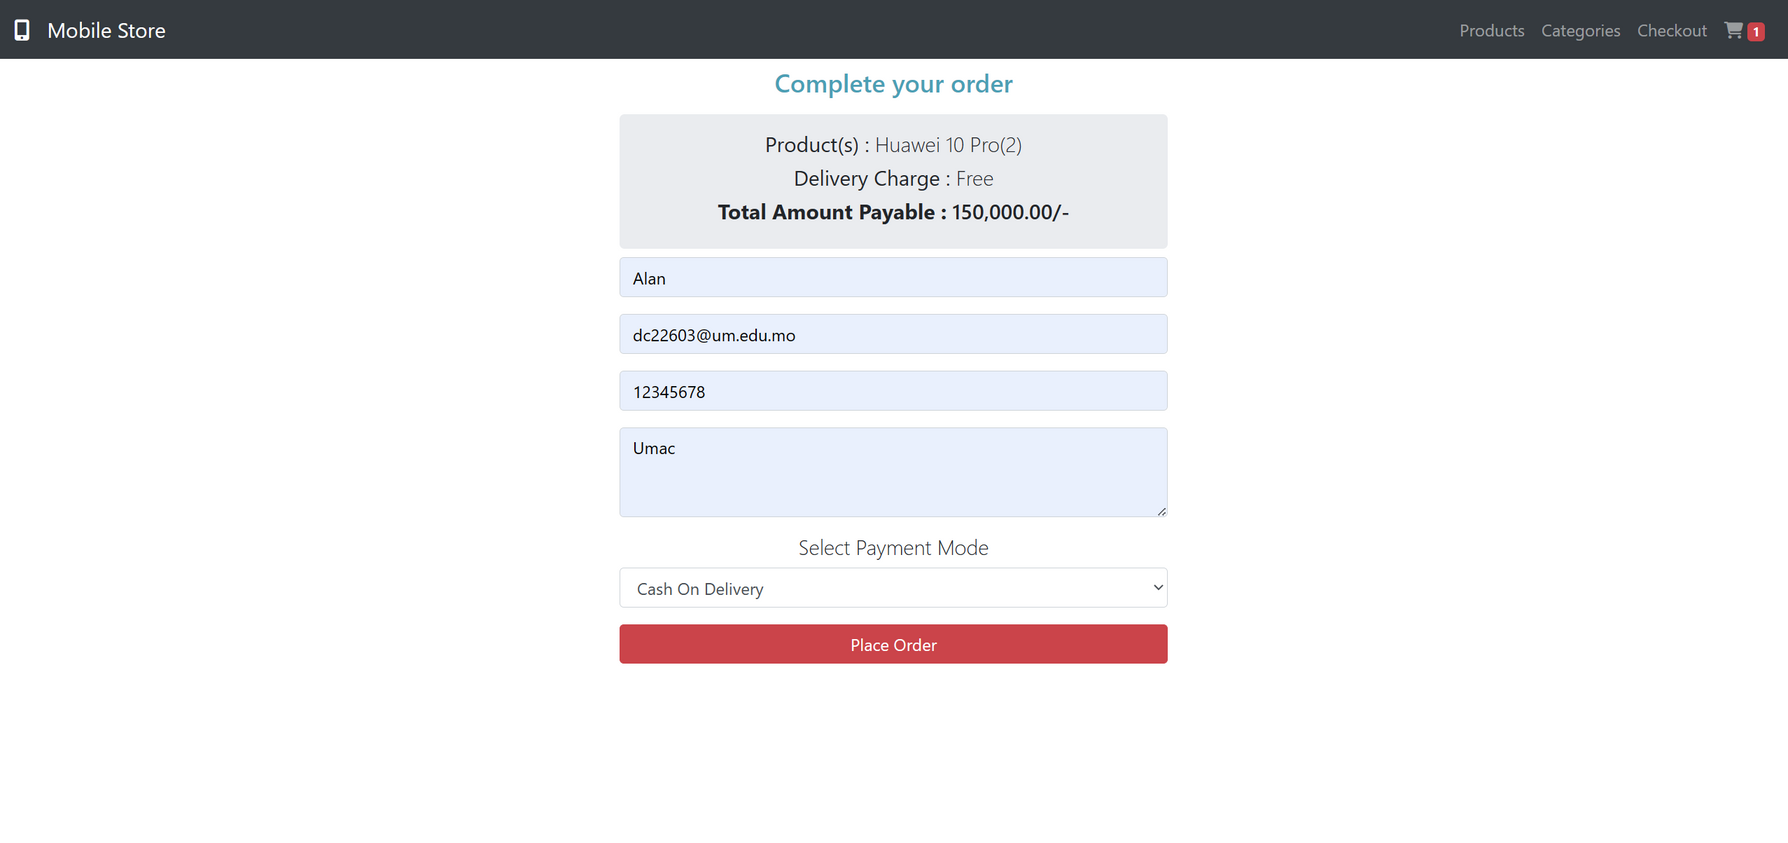 Mobile Store
Products Categories Checkout 1
Complete your order
Product(s) : Huawei 10 Pro(2)
Delivery Charge : Free
Total Amount Payable : 150,000.00/-
Alan
dc22603@um.edu.mo
12345678
Umac
Select Payment Mode
Cash On Delivery
Place Order